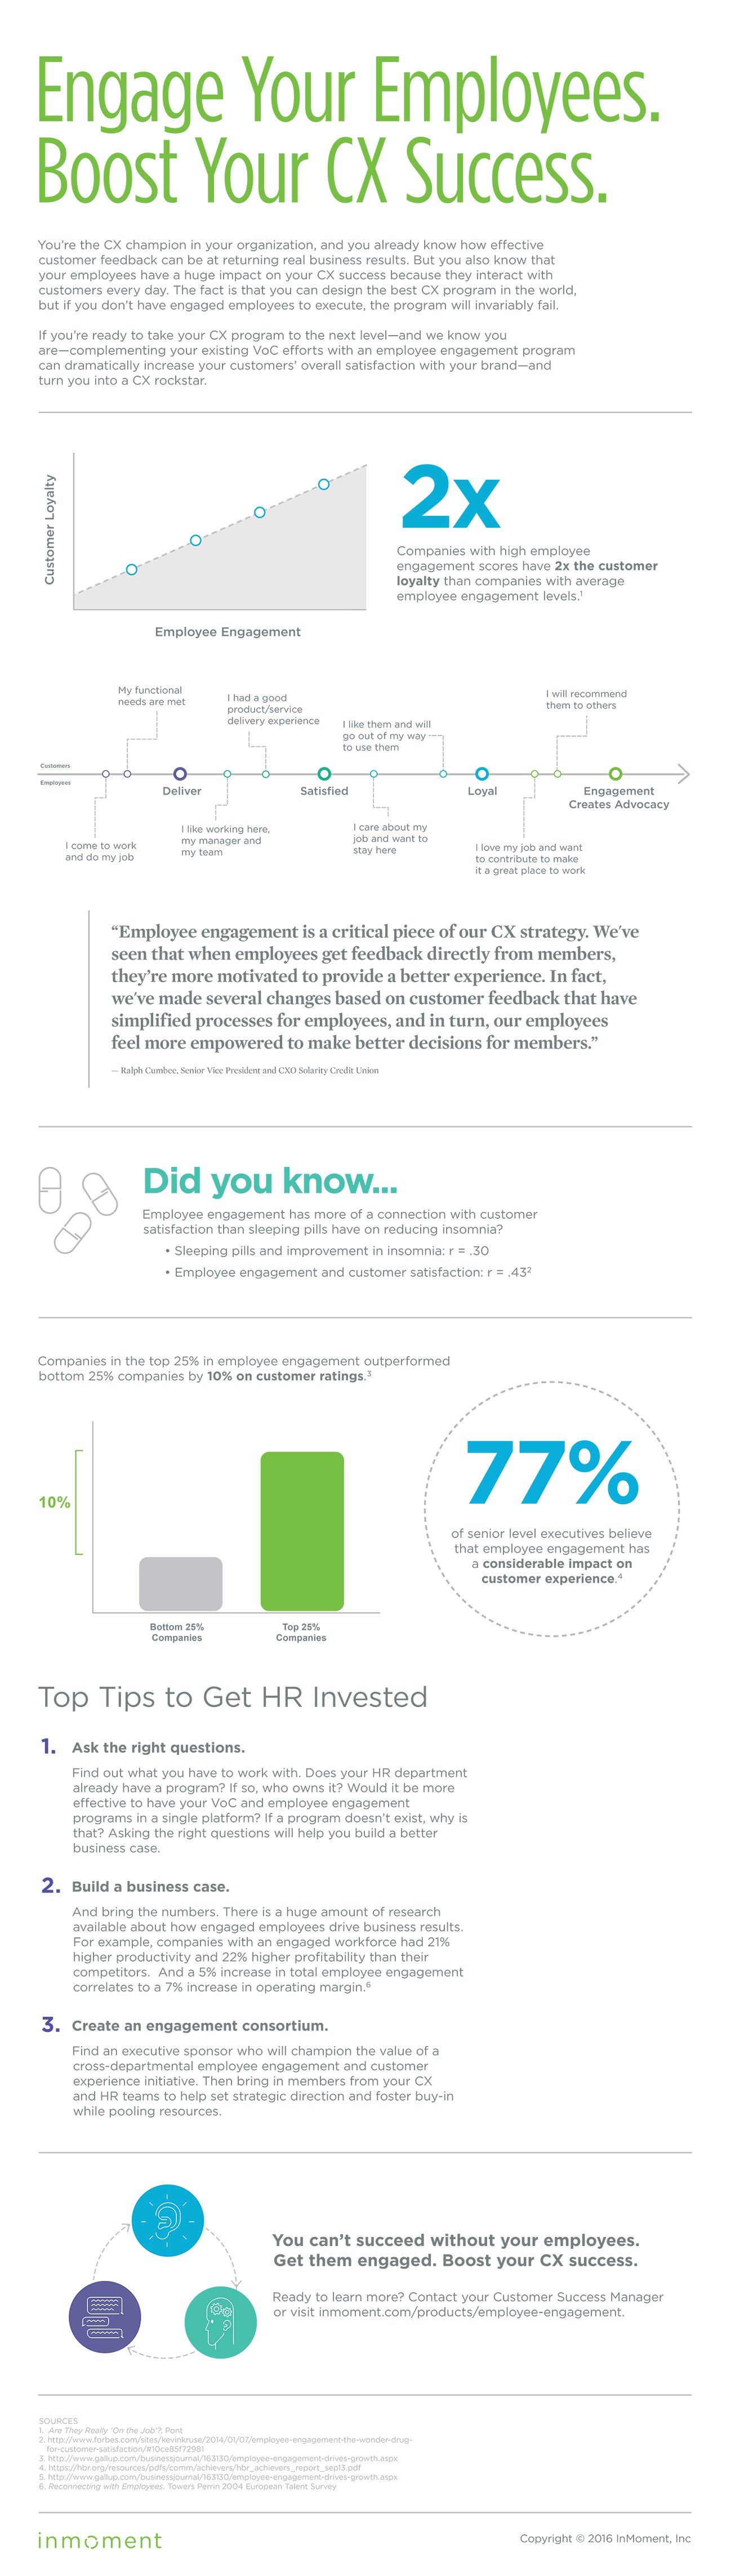 Engage Your Employees.
Boost Your CX Success.
You're the CX champion in your organization, and you already know how effective
customer feedback can be at returning real business results. But you also know that
your employees have a huge impact on your CX success because they interact with
customers every day. The fact is that you can design the best CX program in the world,
but if you don't have engaged employees to execute, the program will invariably fail.
If you're ready to take your CX program to the next level—and we know you
are—complementing your existing VoC efforts with an employee engagement program
can dramatically increase your customers' overall satisfaction with your brand—and
turn you into a CX rockstar.
Customer Loyalty
Employee Engagement
2x
Companies with high employee
engagement scores have 2x the customer
loyalty than companies with average
employee engagement levels.¹
My functional
needs are met
I had a good
product/service
delivery experience
I like them and will
go out of my way
to use them
I will recommend
them to others
Customers
Employees
Deliver
Satisfied
Loyal
Engagement
Creates Advocacy
I come to work
and do my job
I like working here,
my manager and
my team
I care about my
job and want to
stay here
I love my job and want
to contribute to make
it a great place to work
“Employee engagement is a critical piece of our CX strategy. We've
seen that when employees get feedback directly from members,
they're more motivated to provide a better experience. In fact,
we've made several changes based on customer feedback that have
simplified processes for employees, and in turn, our employees
feel more empowered to make better decisions for members.”
— Ralph Cumbee, Senior Vice President and CXO Solarity Credit Union
Did you know...
Employee engagement has more of a connection with customer
satisfaction than sleeping pills have on reducing insomnia?
• Sleeping pills and improvement in insomnia: r = .30
• Employee engagement and customer satisfaction: r = .43²
Companies in the top 25% in employee engagement outperformed
bottom 25% companies by 10% on customer ratings.³
10%
Bottom 25%
Companies
Top 25%
Companies
77%
of senior level executives believe
that employee engagement has
a considerable impact on
customer experience.⁴
Top Tips to Get HR Invested
1. Ask the right questions.
Find out what you have to work with. Does your HR department
already have a program? If so, who owns it? Would it be more
effective to have your VoC and employee engagement
programs in a single platform? If a program doesn't exist, why is
that? Asking the right questions will help you build a better
business case.
2. Build a business case.
And bring the numbers. There is a huge amount of research
available about how engaged employees drive business results.
For example, companies with an engaged workforce had 21%
higher productivity and 22% higher profitability than their
competitors. And a 5% increase in total employee engagement
correlates to a 7% increase in operating margin.⁶
3. Create an engagement consortium.
Find an executive sponsor who will champion the value of a
cross-departmental employee engagement and customer
experience initiative. Then bring in members from your CX
and HR teams to help set strategic direction and foster buy-in
while pooling resources.
You can't succeed without your employees.
Get them engaged. Boost your CX success.
Ready to learn more? Contact your Customer Success Manager
or visit inmoment.com/products/employee-engagement.
SOURCES
1. Are They Really 'On the Job'?, Pont
2. http://www.forbes.com/sites/kevinkruse/2014/01/07/employee-engagement-the-wonder-drug-
for-customer-satisfaction/#10ce85f72981
3. http://www.gallup.com/businessjournal/163130/employee-engagement-drives-growth.aspx
4. https://hbr.org/resources/pdfs/comm/achievers/hbr_achievers_report_sep13.pdf
5. http://www.gallup.com/businessjournal/163130/employee-engagement-drives-growth.aspx
6. Reconnecting with Employees. Towers Perrin 2004 European Talent Survey
inmoment
Copyright © 2016 InMoment, Inc